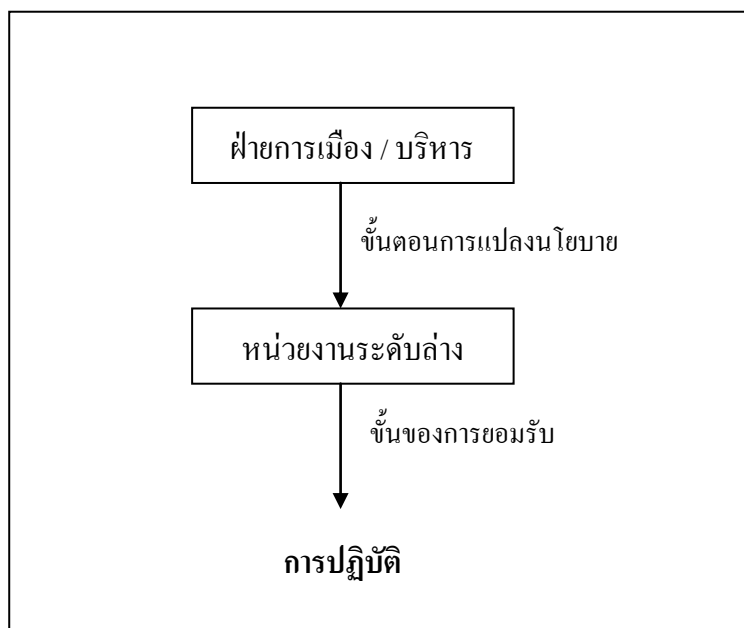 ฝ่ายการเมือง / บริหาร
ขั้นตอนการแปลงนโยบาย
หน่วยงานระดับล่าง
ขั้นของการยอมรับ
การปฏิบัติ